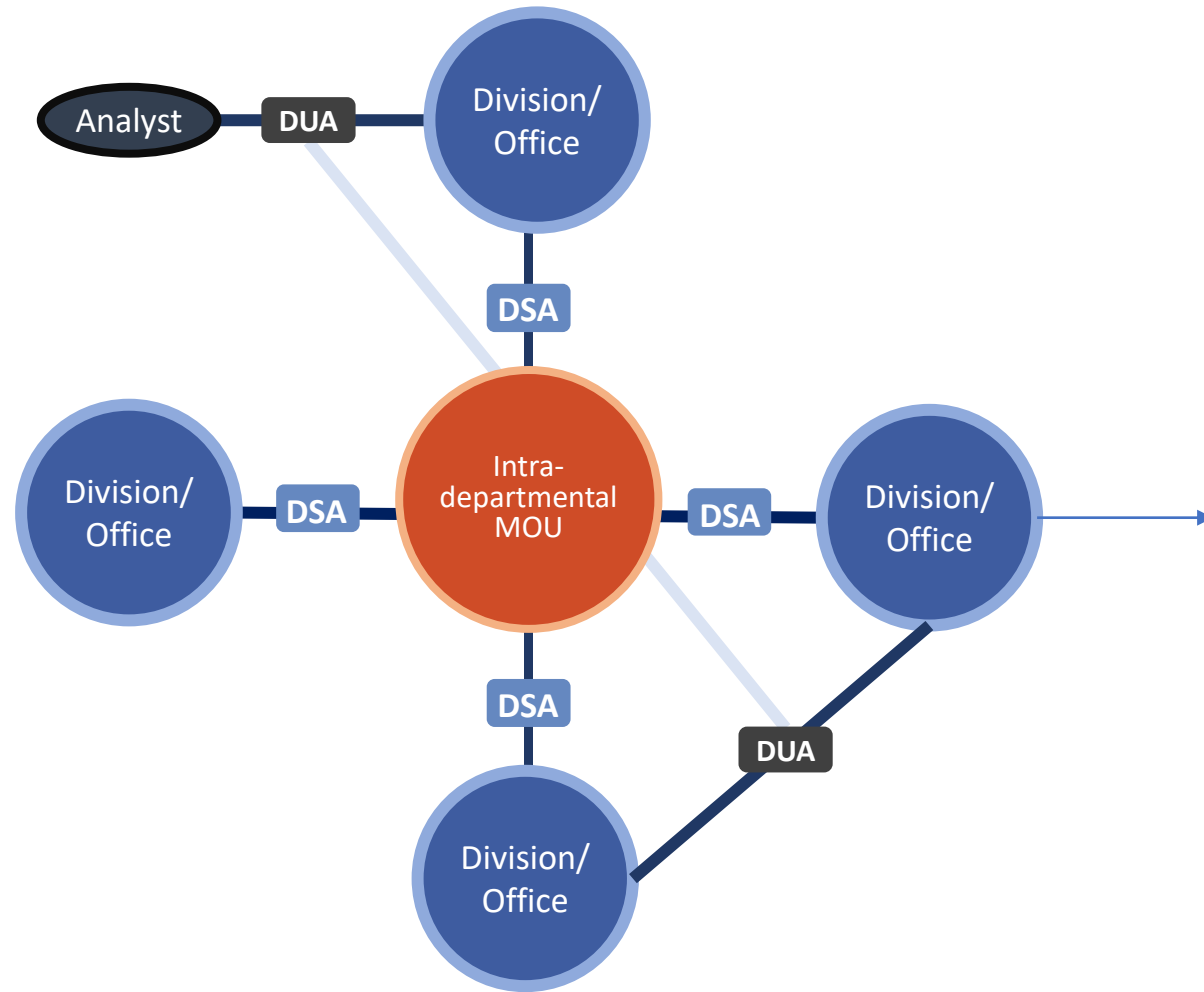 Analyst
DUA
Division/
Office
DSA
Division/
Office
DSA
Intra-
departmental
MOU
DSA
Division/
Office
DSA
DUA
Division/
Office